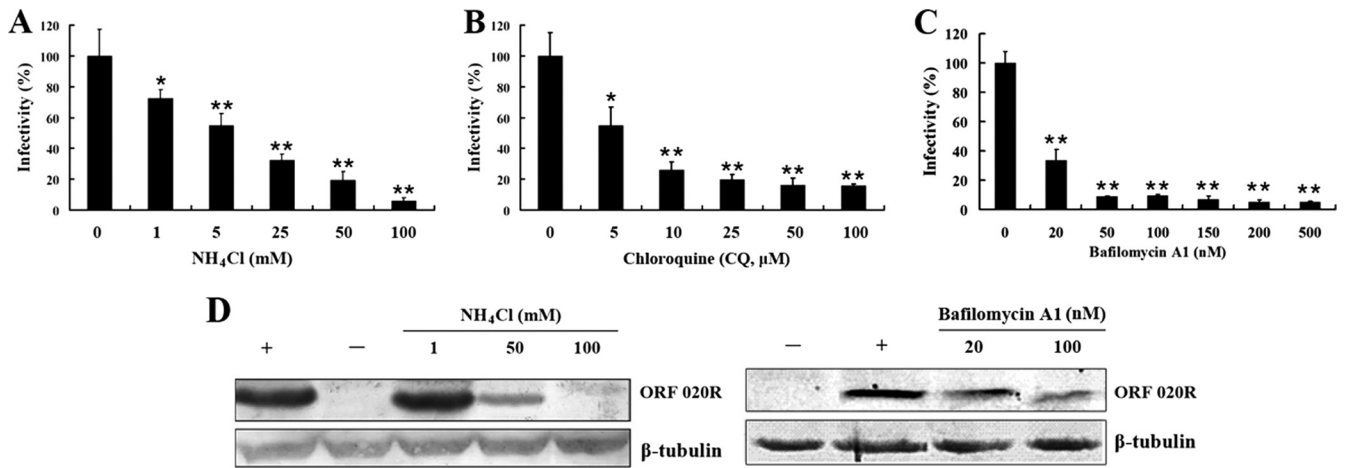 A
Infectivity (%)
120
100
80
60
40
20
0
*
**
**
**
**
0 1 5 25 50 100
NH₄Cl (mM)
B
Infectivity (%)
120
100
80
60
40
20
0
*
**
**
**
**
0 5 10 25 50 100
Chloroquine (CQ, μM)
C
Infectivity (%)
120
100
80
60
40
20
0
**
**
**
**
**
**
0 20 50 100 150 200 500
Bafilomycin A1 (nM)
D
NH₄Cl (mM)
+ — 1 50 100
ORF 020R
β-tubulin
Bafilomycin A1 (nM)
— + 20 100
ORF 020R
β-tubulin